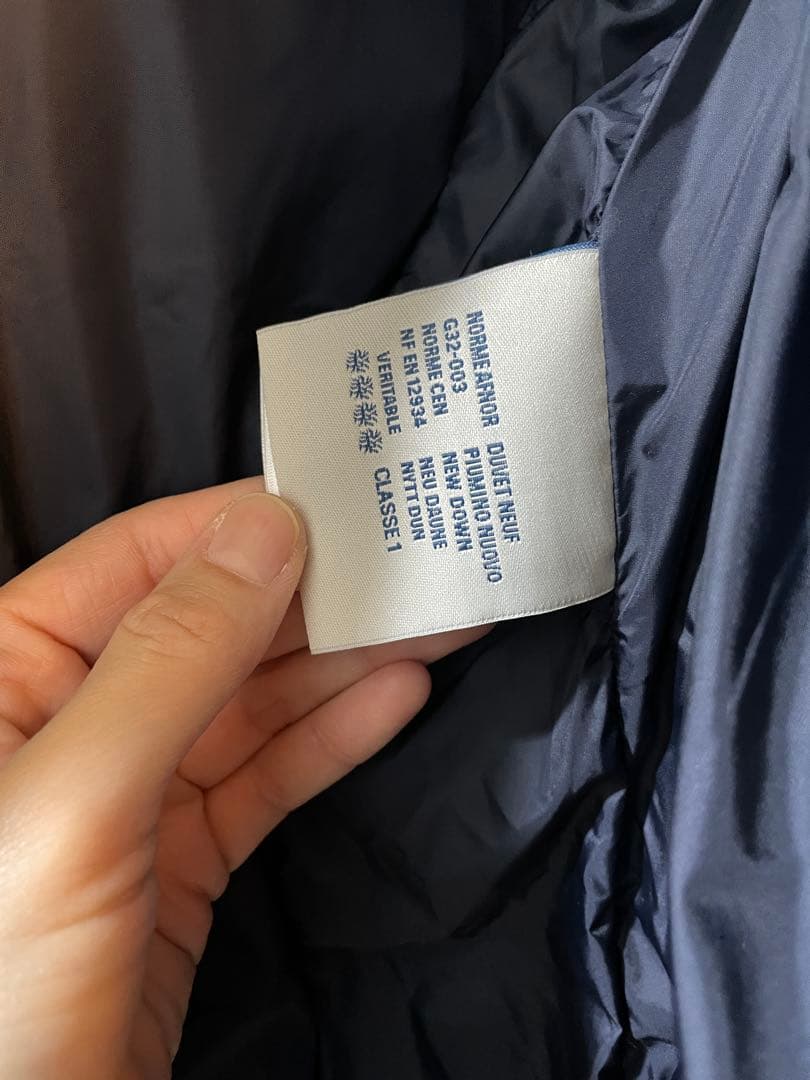 NORME AFNOR DUVET NEUF
G32-003 PIUMINO NUOVO
NORME CEN NEW DOWN
NF EN 12934 NEU DAUNE
VERITABLE NYTT DUN
CLASSE 1